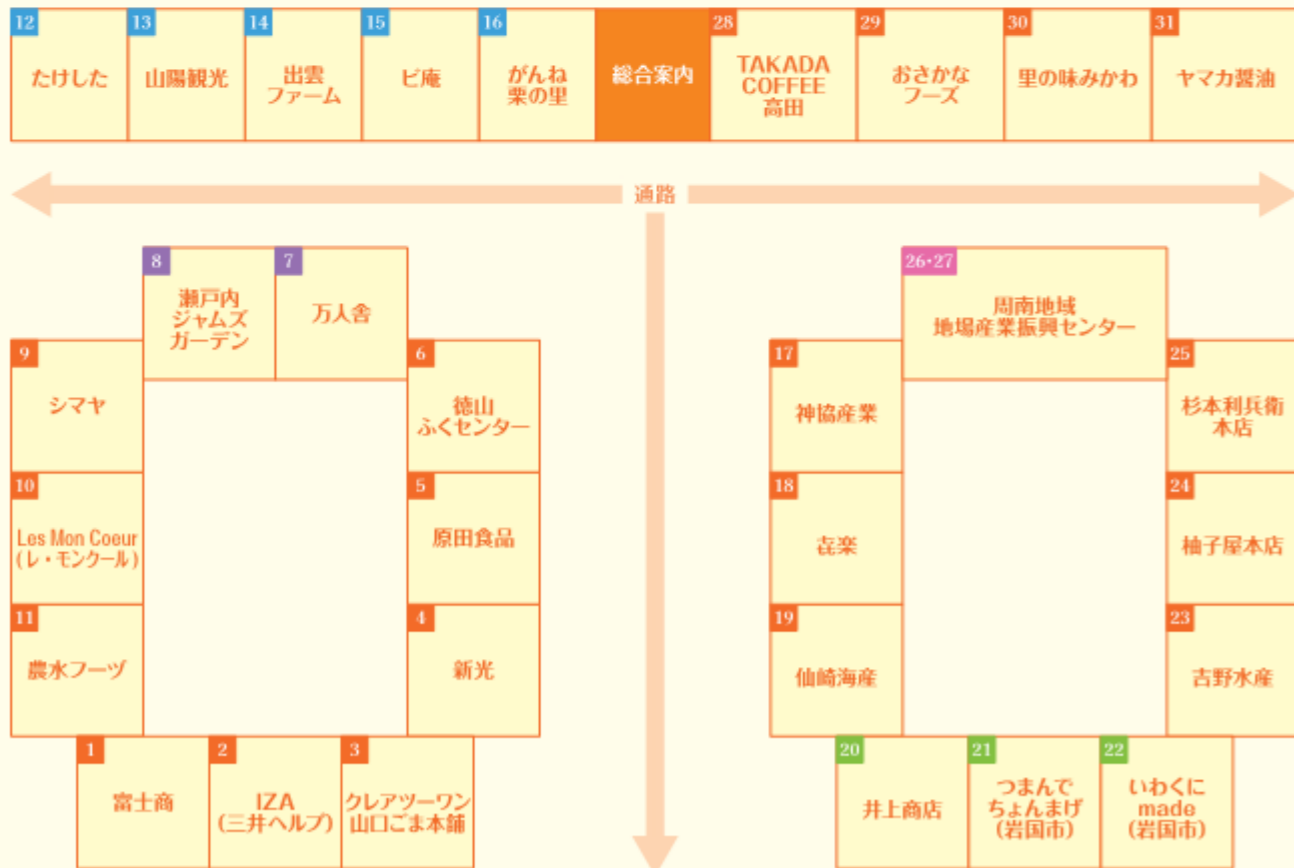 12
たけした
13
山陽観光
14
出雲
ファーム
15
ビ庵
16
がんね
栗の里
総合案内
28
TAKADA
COFFEE
高田
29
おさかな
フーズ
30
里の味みかわ
31
ヤマカ醤油
通路
8
瀬戸内
ジャムズ
ガーデン
7
万人舎
9
シマヤ
6
徳山
ふくセンター
10
Les Mon Coeur
(レ・モンクール)
5
原田食品
11
農水フーヅ
4
新光
1
富士商
2
IZA
(三井ヘルプ)
3
クレアツーワン
山口ごま本舗
26・27
周南地域
地場産業振興センター
17
神協産業
25
杉本利兵衛
本店
18
㐂楽
24
柚子屋本店
19
仙崎海産
23
吉野水産
20
井上商店
21
つまんで
ちょんまげ
(岩国市)
22
いわくに
made
(岩国市)